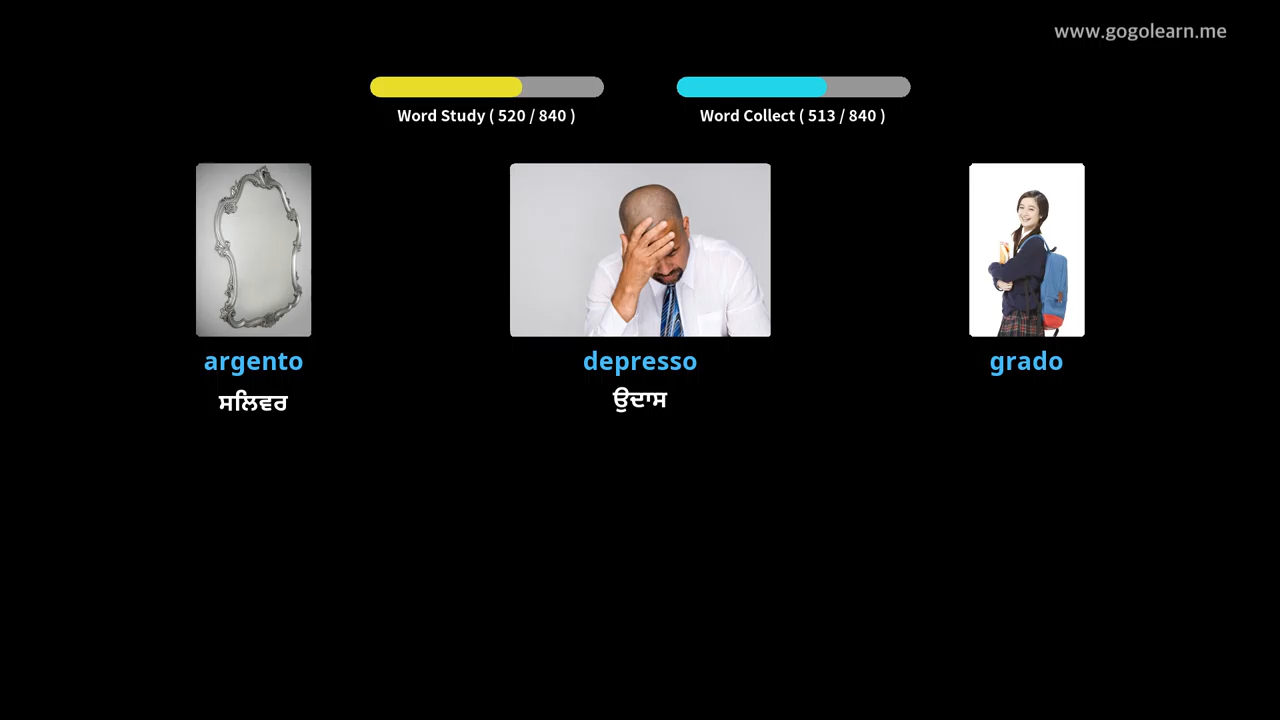 www.gogolearn.me
Word Study ( 520 / 840 )
Word Collect ( 513 / 840 )
argento
depresso
grado
ਸਲਿਵਰ
ਉਦਾਸ